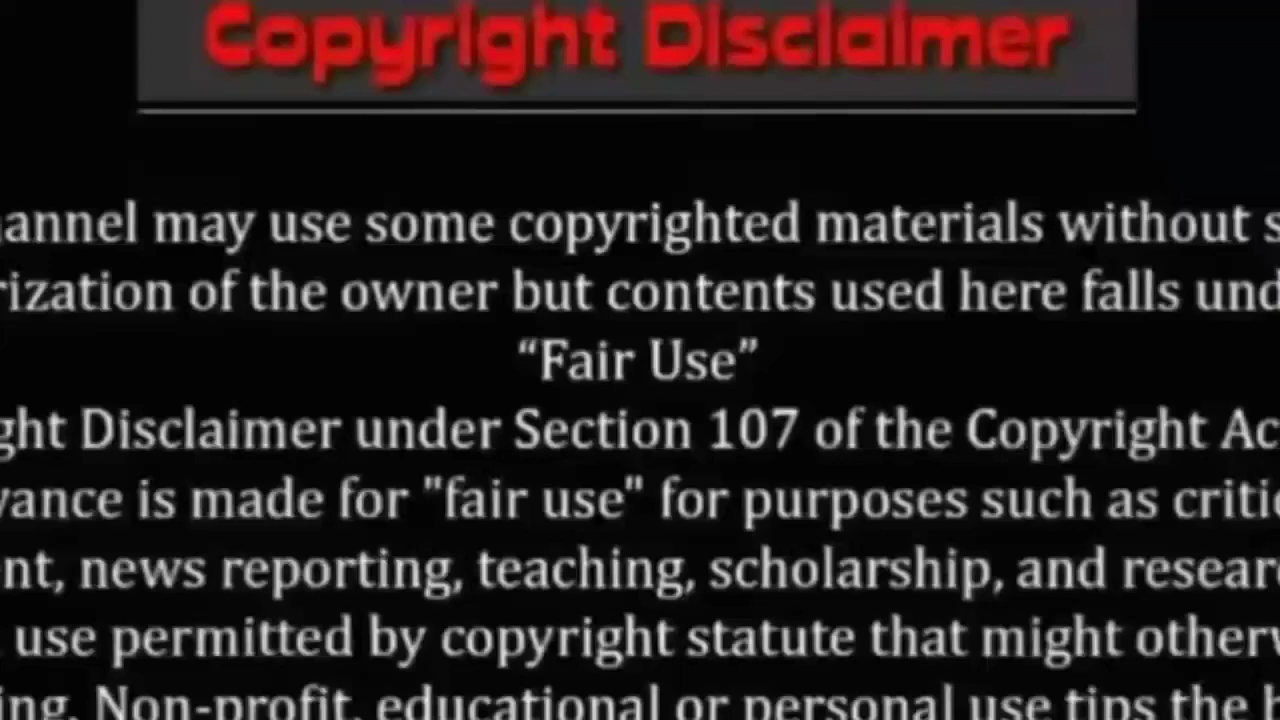 Copyright Disclaimer
hannel may use some copyrighted materials without s
rization of the owner but contents used here falls und
“Fair Use”
ght Disclaimer under Section 107 of the Copyright Ac
vance is made for "fair use" for purposes such as critic
nt, news reporting, teaching, scholarship, and resear
use permitted by copyright statute that might otherw
ing. Non-profit, educational or personal use tips the b